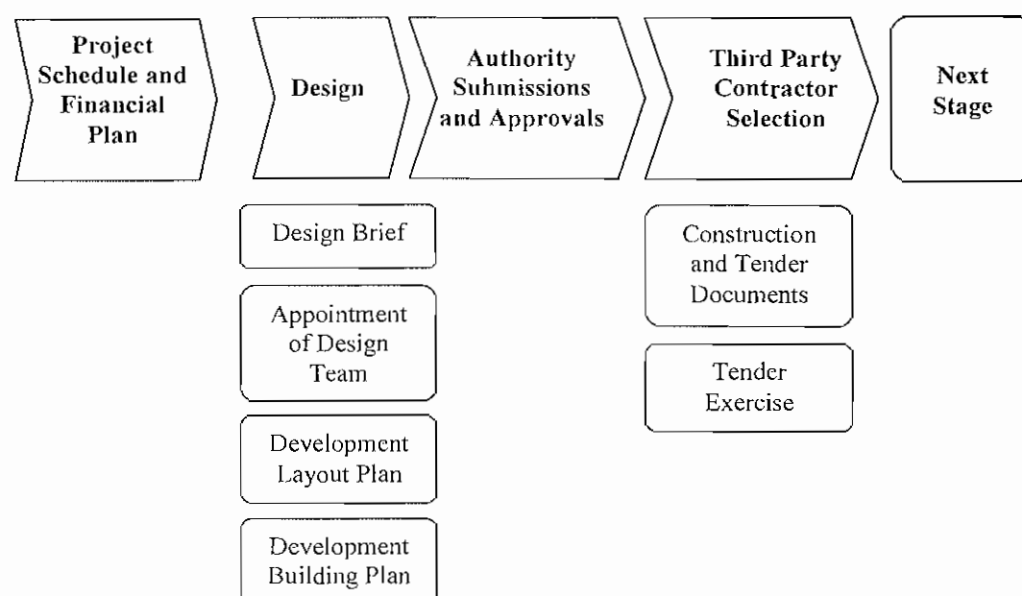 Project
Schedule and
Financial
Plan
Design
Authority
Suhmissions
and Approvals
Third Party
Contractor
Selection
Next
Stage
Design Brief
Appointment
of Design
Team
Development
Layout Plan
Development
Building Plan
Construction
and Tender
Documents
Tender
Exercise